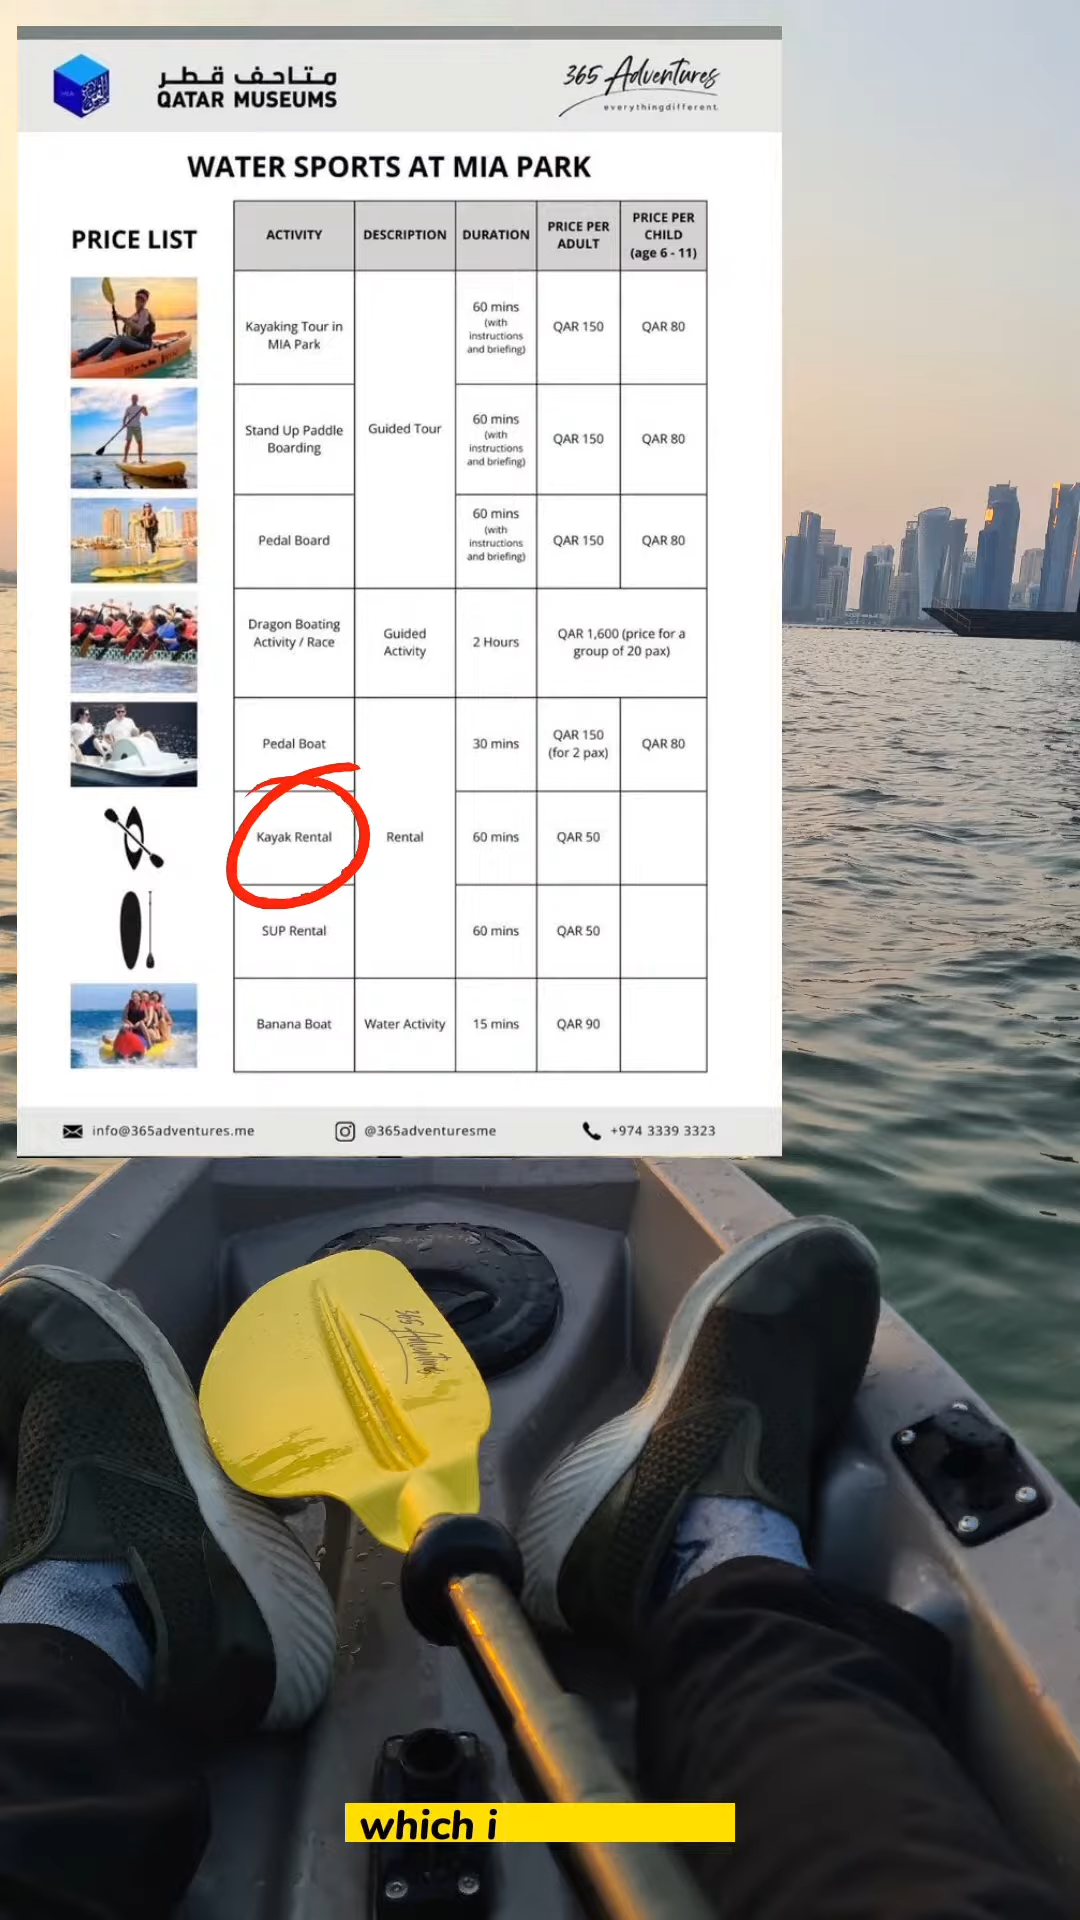 متاحف قطر
QATAR MUSEUMS
365 Adventures
everythingdifferent.
WATER SPORTS AT MIA PARK
PRICE LIST
ACTIVITY DESCRIPTION DURATION PRICE PER ADULT PRICE PER CHILD (age 6 - 11)
Kayaking Tour in MIA Park
Guided Tour
60 mins
(with
instructions
and briefing)
QAR 150
QAR 80
Stand Up Paddle
Boarding
60 mins
(with
instructions
and briefing)
QAR 150
QAR 80
Pedal Board
60 mins
(with
instructions
and briefing)
QAR 150
QAR 80
Dragon Boating
Activity / Race
Guided
Activity
2 Hours
QAR 1,600 (price for a
group of 20 pax)
Pedal Boat
Rental
30 mins
QAR 150
(for 2 pax)
QAR 80
Kayak Rental
60 mins
QAR 50
SUP Rental
60 mins
QAR 50
Banana Boat
Water Activity
15 mins
QAR 90
info@365adventures.me
@365adventuresme
+974 3339 3323
365 Adventures
which i